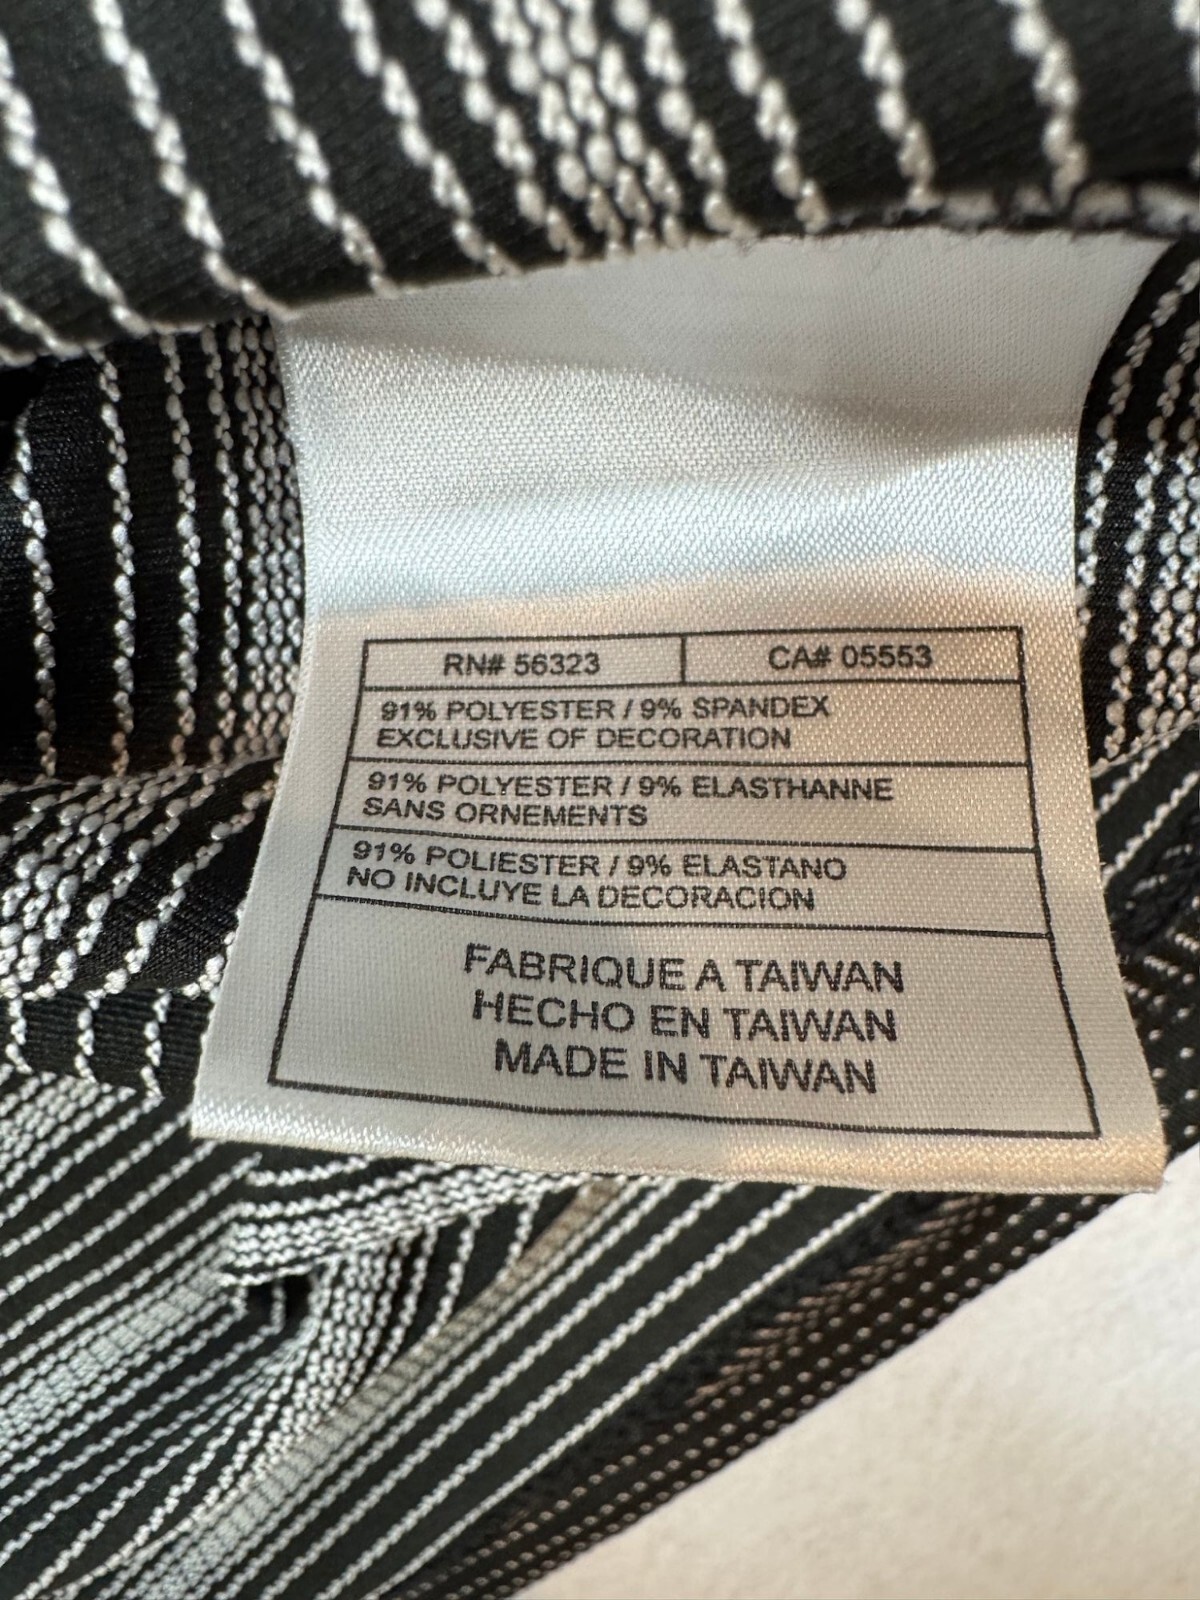 RN# 56323 CA# 05553
91% POLYESTER / 9% SPANDEX
EXCLUSIVE OF DECORATION
91% POLYESTER / 9% ELASTHANNE
SANS ORNEMENTS
91% POLIESTER / 9% ELASTANO
NO INCLUYE LA DECORACION
FABRIQUE A TAIWAN
HECHO EN TAIWAN
MADE IN TAIWAN